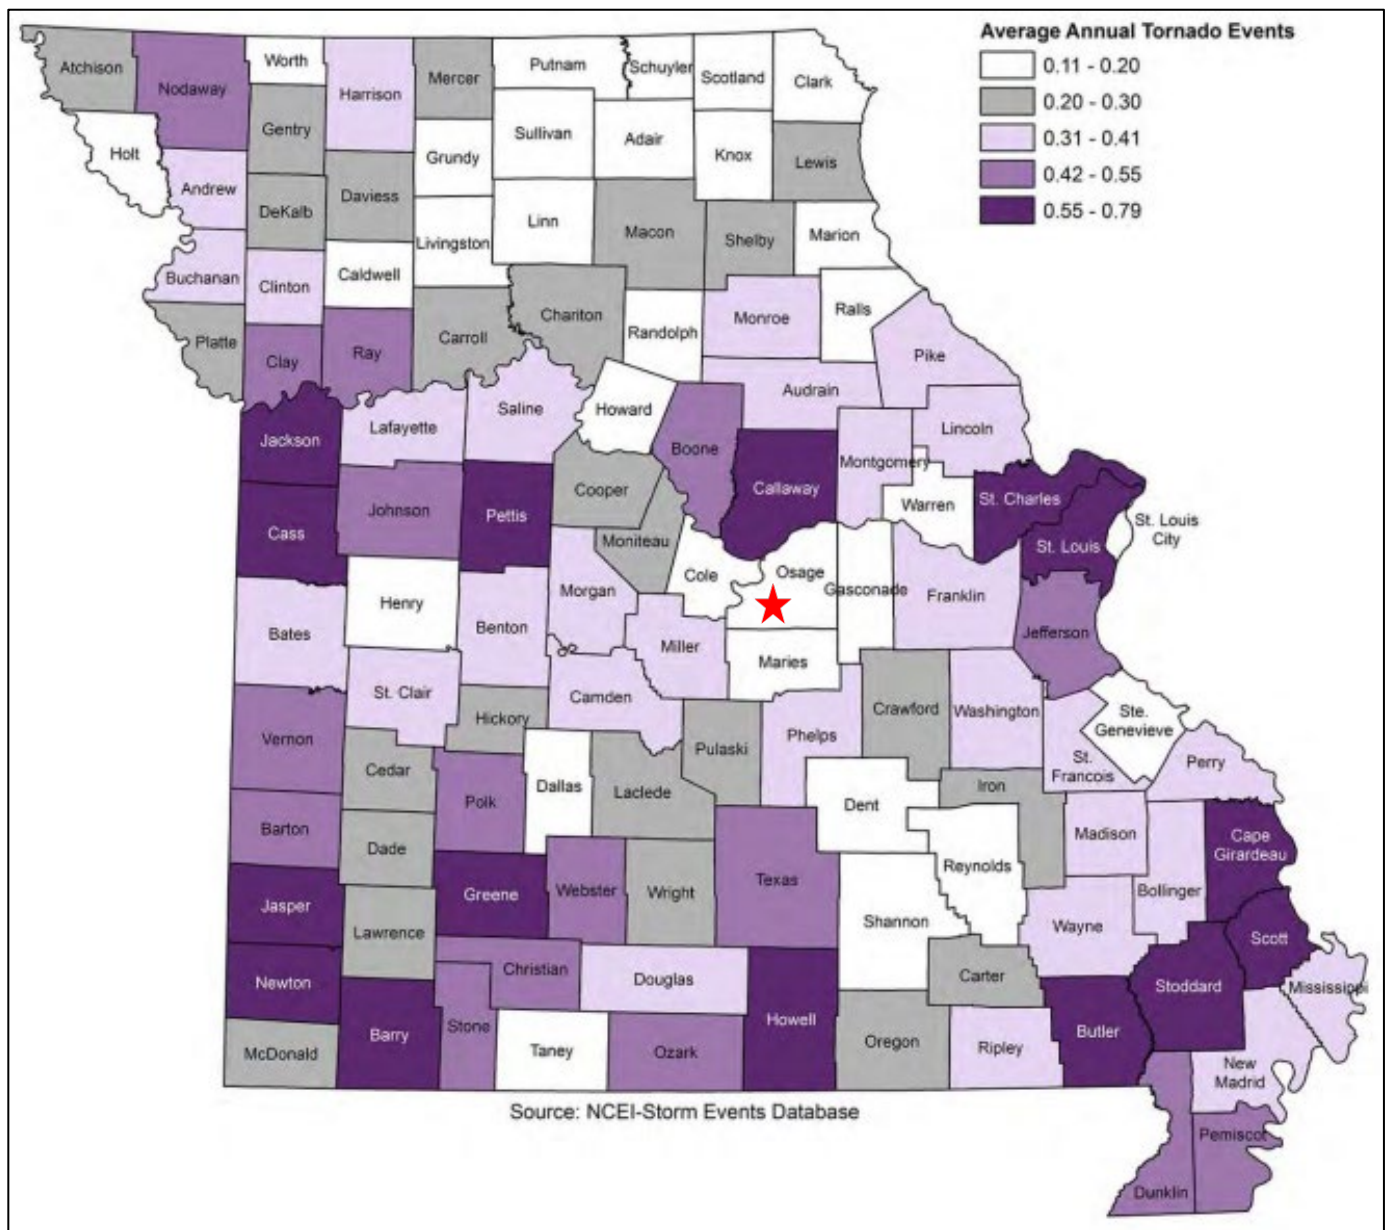 Average Annual Tornado Events
0.11 - 0.20
0.20 - 0.30
0.31 - 0.41
0.42 - 0.55
0.55 - 0.79
Atchison
Nodaway
Worth
Harrison
Mercer
Putnam
Schuyler
Scotland
Clark
Holt
Gentry
Grundy
Sullivan
Adair
Knox
Lewis
Andrew
DeKalb
Daviess
Livingston
Linn
Macon
Shelby
Marion
Buchanan
Clinton
Caldwell
Platte
Clay
Ray
Carroll
Chariton
Randolph
Monroe
Ralls
Pike
Audrain
Jackson
Lafayette
Saline
Howard
Boone
Callaway
Montgomery
Lincoln
Warren
St. Charles
St. Louis
St. Louis
City
Cass
Johnson
Pettis
Cooper
Moniteau
Cole
Osage
Gasconade
Franklin
Jefferson
Bates
Henry
Benton
Morgan
Miller
Maries
St. Clair
Camden
Hickory
Pulaski
Phelps
Crawford
Washington
St.
Francois
Ste.
Genevieve
Perry
Vernon
Cedar
Polk
Dallas
Laclede
Dent
Iron
Madison
Cape
Girardeau
Barton
Dade
Greene
Webster
Wright
Texas
Reynolds
Bollinger
Jasper
Lawrence
Christian
Douglas
Shannon
Wayne
Scott
Newton
Barry
Stone
Taney
Ozark
Howell
Oregon
Carter
Ripley
Butler
Stoddard
Mississippi
McDonald
New
Madrid
Pemiscot
Dunklin
Source: NCEI-Storm Events Database